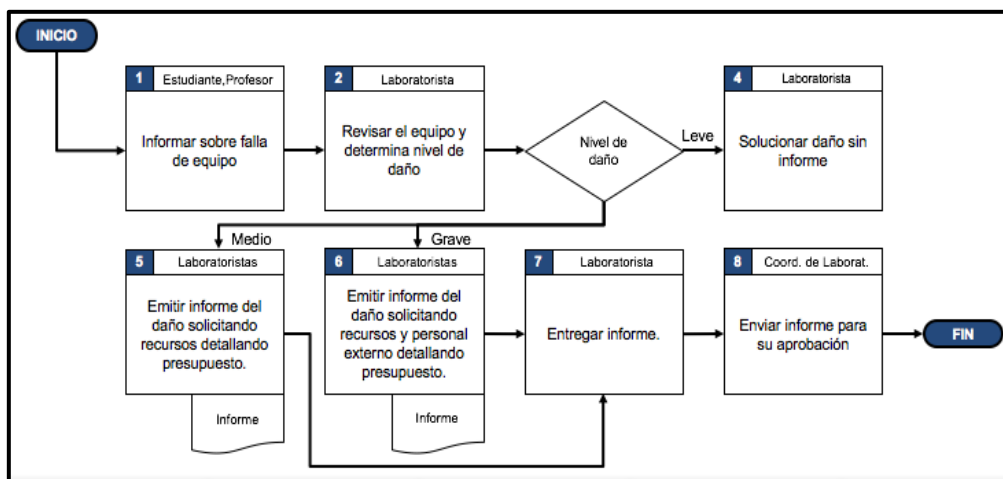 INICIO
1
Estudiante,Profesor
Informar sobre falla
de equipo
2
Laboratorista
Revisar el equipo y
determina nivel de
daño
Nivel de
daño
Leve
4
Laboratorista
Solucionar daño sin
informe
Medio
Grave
5
Laboratoristas
Emitir informe del
daño solicitando
recursos detallando
presupuesto.
Informe
6
Laboratoristas
Emitir informe del
daño solicitando
recursos y personal
externo detallando
presupuesto.
Informe
7
Laboratorista
Entregar informe.
8
Coord. de Laborat.
Enviar informe para
su aprobación
FIN